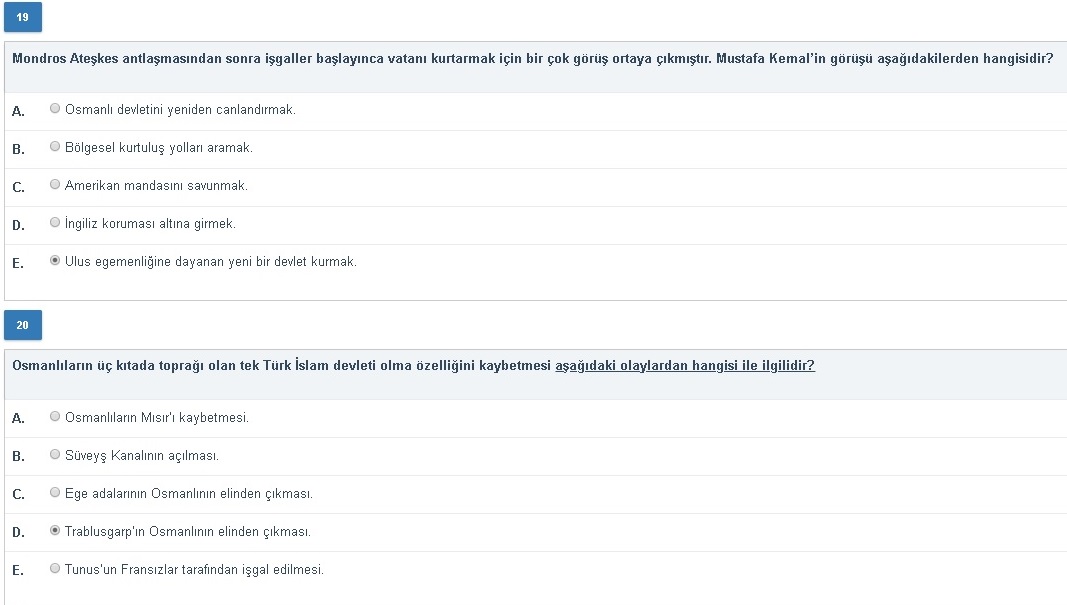 19
Mondros Ateşkes antlaşmasından sonra işgaller başlayınca vatanı kurtarmak için bir çok görüş ortaya çıkmıştır. Mustafa Kemal'in görüşü aşağıdakilerden hangisidir?
A. Osmanlı devletini yeniden canlandırmak.
B. Bölgesel kurtuluş yolları aramak.
C. Amerikan mandasını savunmak.
D. İngiliz koruması altına girmek.
E. Ulus egemenliğine dayanan yeni bir devlet kurmak.
20
Osmanlıların üç kıtada toprağı olan tek Türk İslam devleti olma özelliğini kaybetmesi aşağıdaki olaylardan hangisi ile ilgilidir?
A. Osmanlıların Mısır'ı kaybetmesi.
B. Süveyş Kanalının açılması.
C. Ege adalarının Osmanlının elinden çıkması.
D. Trablusgarp'ın Osmanlının elinden çıkması.
E. Tunus'un Fransızlar tarafından işgal edilmesi.